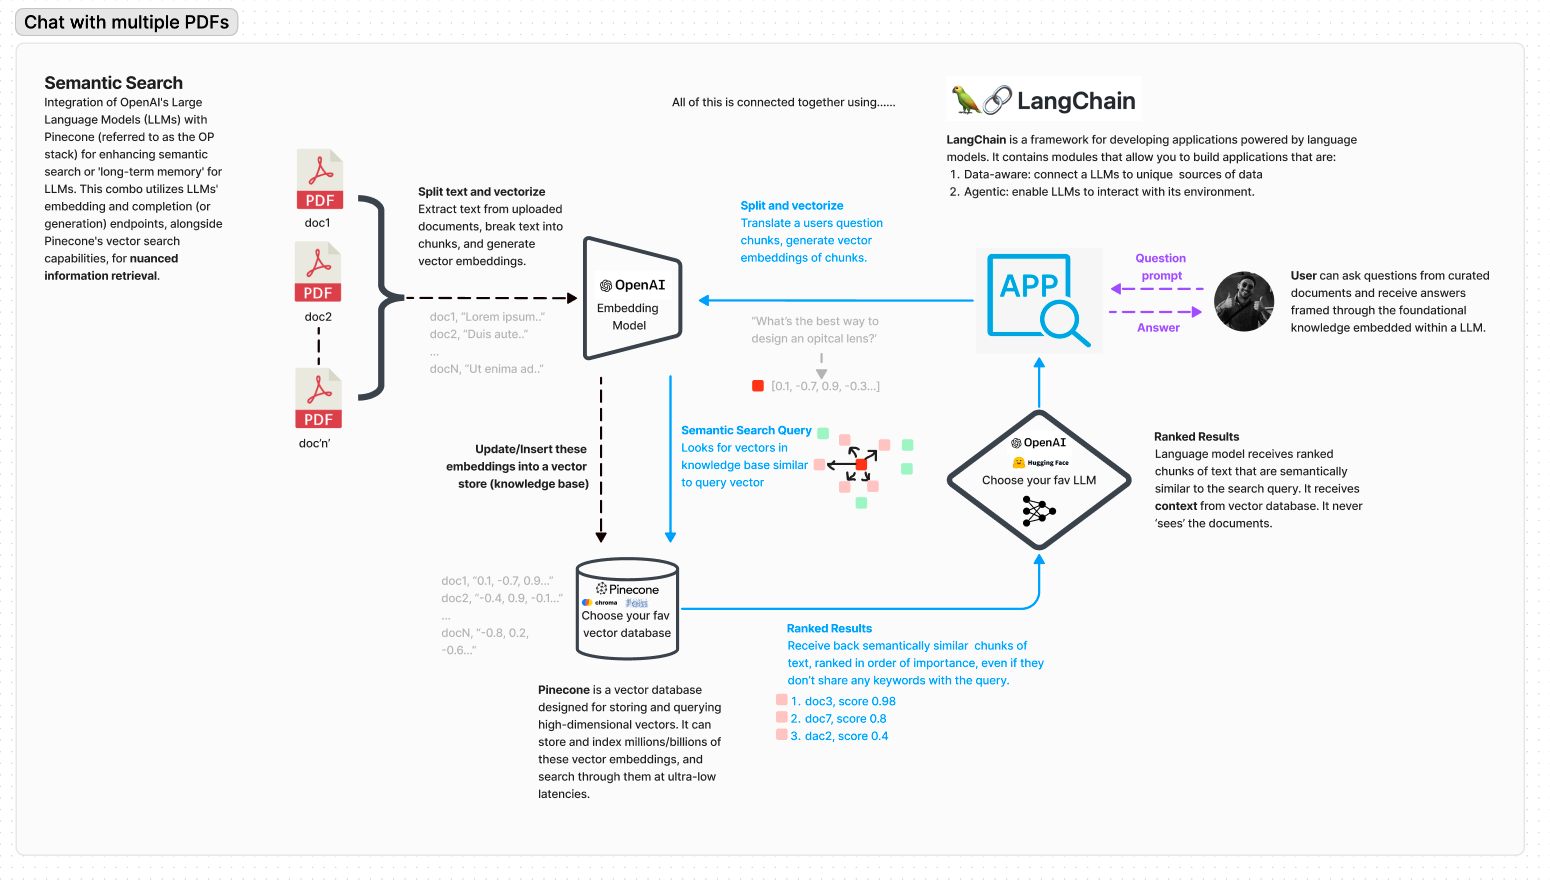 Chat with multiple PDFs
Semantic Search
Integration of OpenAI's Large
Language Models (LLMs) with
Pinecone (referred to as the OP
stack) for enhancing semantic
search or 'long-term memory' for
LLMs. This combo utilizes LLMs'
embedding and completion (or
generation) endpoints, alongside
Pinecone's vector search
capabilities, for nuanced
information retrieval.
PDF
doc1
PDF
doc2
PDF
doc'n'
Split text and vectorize
Extract text from uploaded
documents, break text into
chunks, and generate
vector embeddings.
doc1, “Lorem ipsum..”
doc2, “Duis aute..”
...
docN, “Ut enima ad..”
OpenAI
Embedding
Model
All of this is connected together using......
LangChain
LangChain is a framework for developing applications powered by language
models. It contains modules that allow you to build applications that are:
1. Data-aware: connect a LLMs to unique sources of data
2. Agentic: enable LLMs to interact with its environment.
Split and vectorize
Translate a users question
chunks, generate vector
embeddings of chunks.
“What’s the best way to
design an opitcal lens?’
[0.1, -0.7, 0.9, -0.3...]
APP
Question
prompt
Answer
User can ask questions from curated
documents and receive answers
framed through the foundational
knowledge embedded within a LLM.
Update/Insert these
embeddings into a vector
store (knowledge base)
Semantic Search Query
Looks for vectors in
knowledge base similar
to query vector
OpenAI
Hugging Face
Choose your fav LLM
Ranked Results
Language model receives ranked
chunks of text that are semantically
similar to the search query. It receives
context from vector database. It never
‘sees’ the documents.
doc1, “0.1, -0.7, 0.9...”
doc2, “-0.4, 0.9, -0.1...”
...
docN, “-0.8, 0.2,
-0.6...”
Pinecone
chroma
Choose your fav
vector database
Ranked Results
Receive back semantically similar chunks of
text, ranked in order of importance, even if they
don’t share any keywords with the query.
1. doc3, score 0.98
2. doc7, score 0.8
3. dac2, score 0.4
Pinecone is a vector database
designed for storing and querying
high-dimensional vectors. It can
store and index millions/billions of
these vector embeddings, and
search through them at ultra-low
latencies.